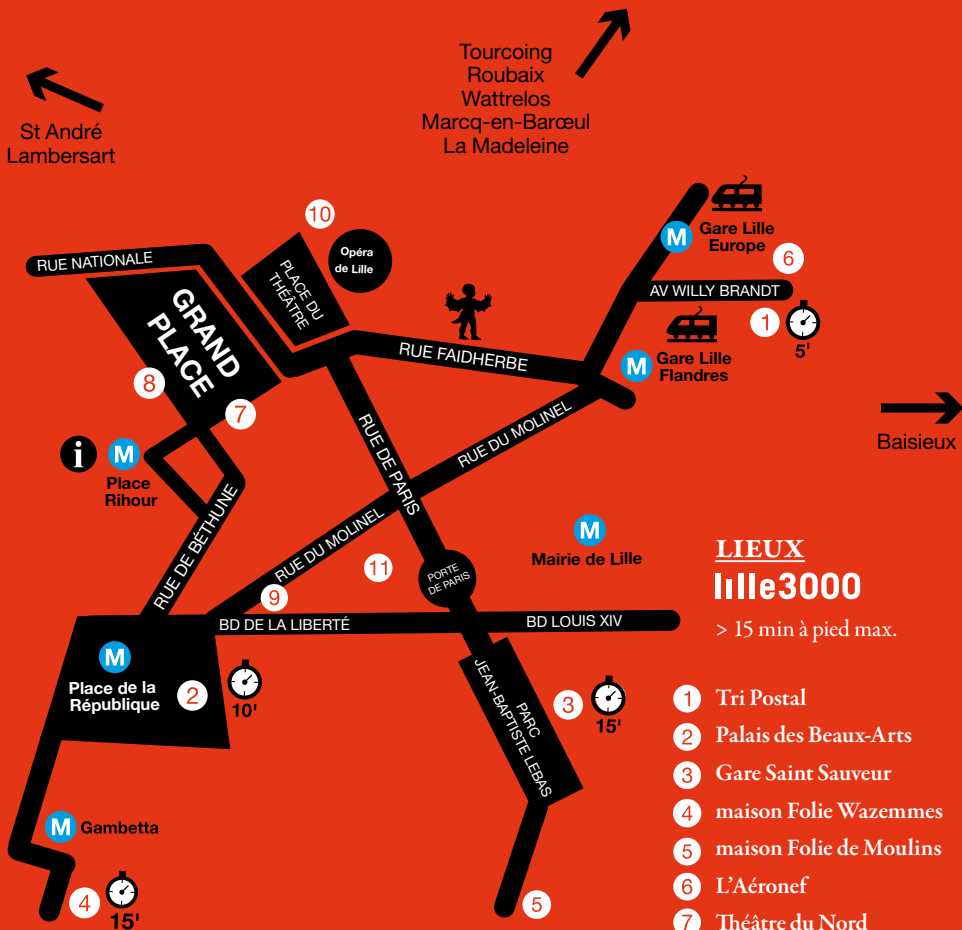 Tourcoing
Roubaix
Wattrelos
Marcq-en-Barœul
La Madeleine
St André
Lambersart
10
Opéra
de Lille
PLACE DU
THÉÂTRE
RUE NATIONALE
GRAND
PLACE
M
Gare Lille
Europe
6
AV WILLY BRANDT
1
5'
RUE FAIDHERBE
M
Gare Lille
Flandres
8
7
Baisieux
i
M
Place
Rihour
RUE DE PARIS
RUE DU MOLINEL
RUE DE BÉTHUNE
RUE DU MOLINEL
M
Mairie de Lille
11
PORTE
DE PARIS
9
BD DE LA LIBERTÉ
BD LOUIS XIV
M
Place de la
République
2
10'
PARC
JEAN-BAPTISTE LEBAS
3
15'
M
Gambetta
4
15'
5
LIEUX
lille3000
> 15 min à pied max.
1 Tri Postal
2 Palais des Beaux-Arts
3 Gare Saint Sauveur
4 maison Folie Wazemmes
5 maison Folie de Moulins
6 L'Aéronef
7 Théâtre du Nord